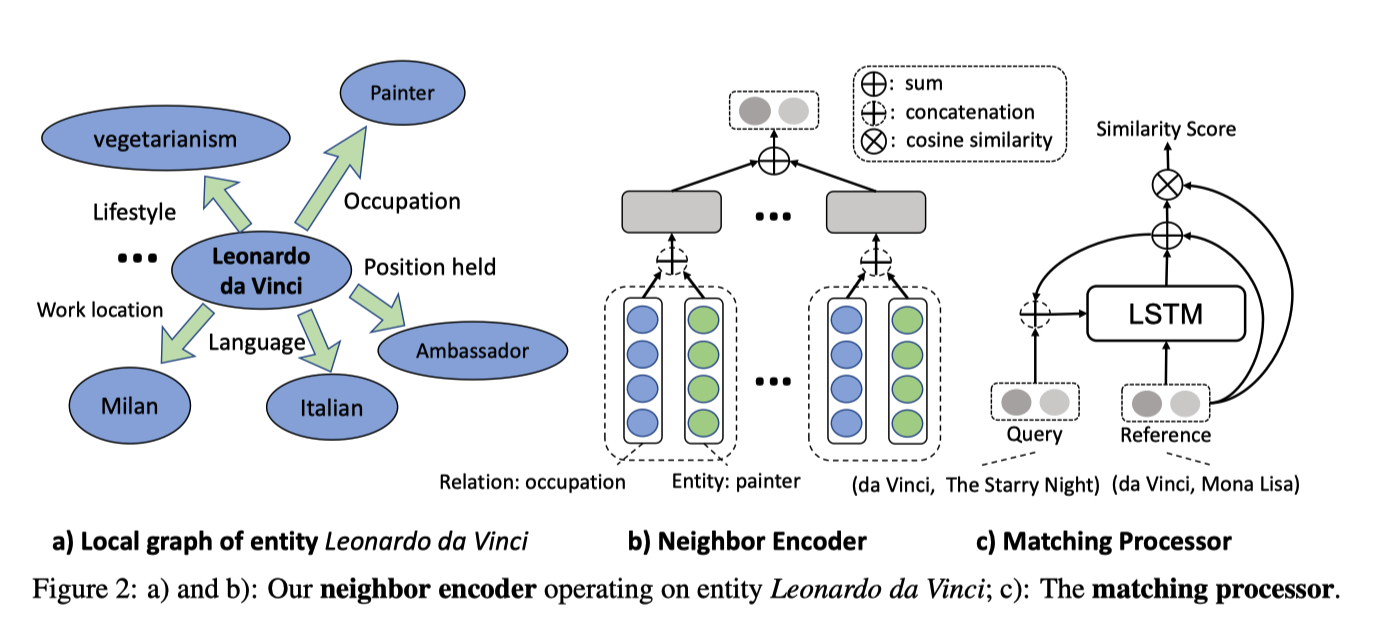 Painter
vegetarianism
Occupation
Lifestyle
Leonardo
da Vinci
Position held
Work location
Language
Ambassador
Milan
Italian
...
...
...
: sum
: concatenation
: cosine similarity
Relation: occupation
Entity: painter
Similarity Score
LSTM
Query
Reference
(da Vinci, The Starry Night)
(da Vinci, Mona Lisa)
a) Local graph of entity Leonardo da Vinci
b) Neighbor Encoder
c) Matching Processor
Figure 2: a) and b): Our neighbor encoder operating on entity Leonardo da Vinci; c): The matching processor.